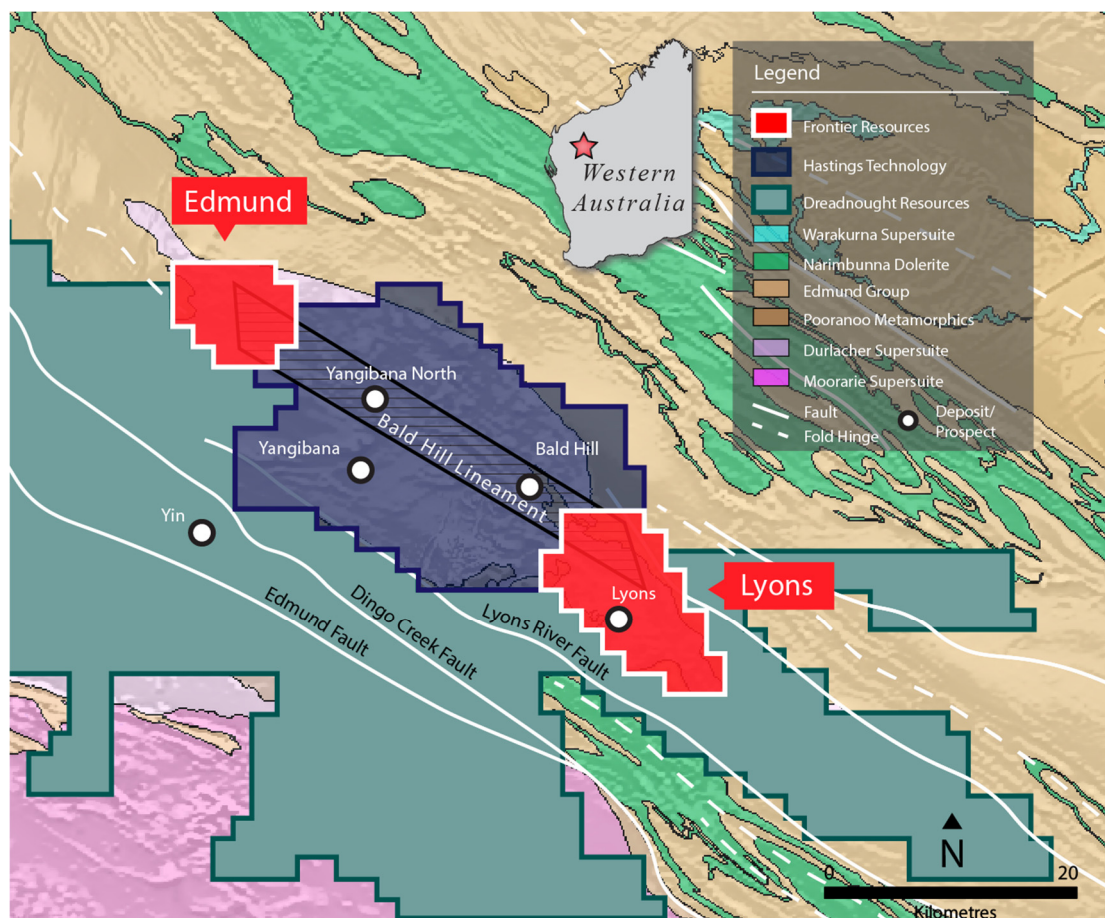 Legend
Frontier Resources
Hastings Technology
Dreadnought Resources
Warakurna Supersuite
Narimbunna Dolerite
Edmund Group
Pooranoo Metamorphics
Durlacher Supersuite
Moorarie Supersuite
Fault
Fold Hinge
Deposit/
Prospect
Western
Australia
Edmund
Yangibana North
Bald Hill Lineament
Yangibana
Bald Hill
Yin
Lyons
Lyons
Edmund Fault
Dingo Creek Fault
Lyons River Fault
N
0
20
Kilometres